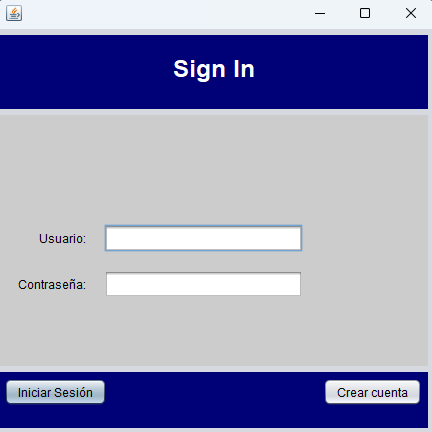 Sign In
Usuario:
Contraseña:
Iniciar Sesión
Crear cuenta